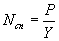 N_cn = P/Y